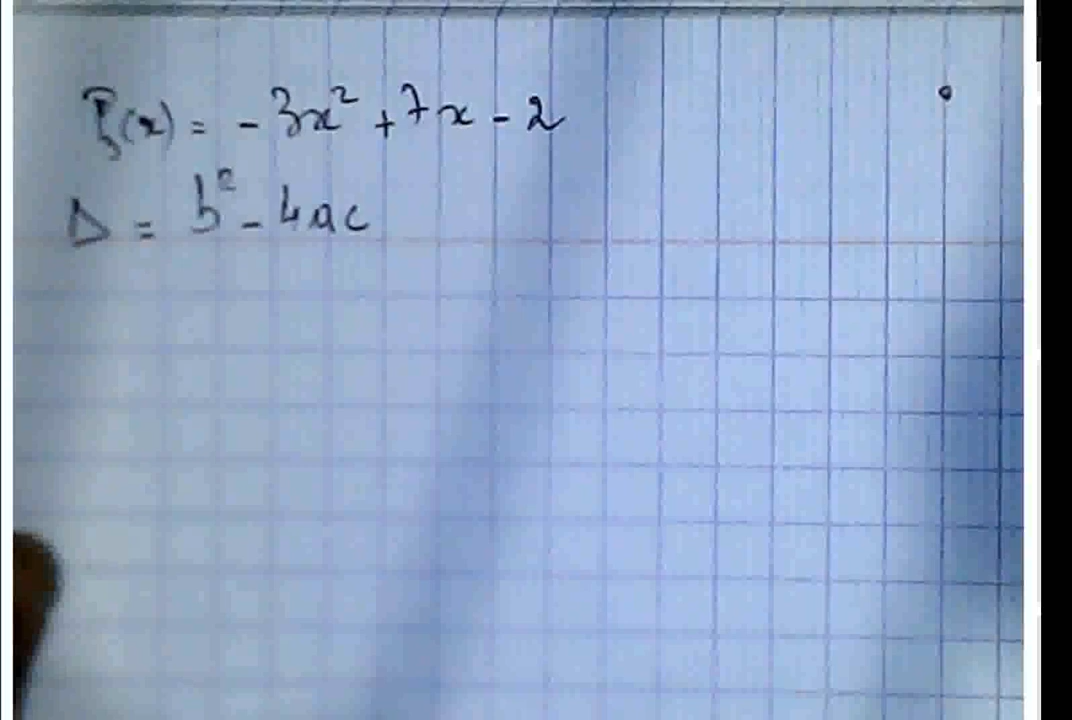 P(x) = - 3x² + 7x - 2
Δ = b² - 4ac